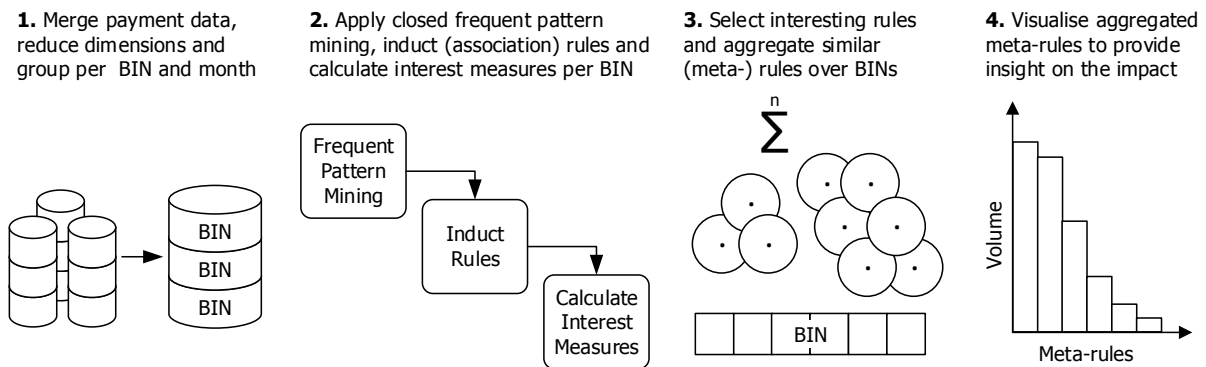 1. Merge payment data,
reduce dimensions and
group per BIN and month
2. Apply closed frequent pattern
mining, induct (association) rules and
calculate interest measures per BIN
3. Select interesting rules
and aggregate similar
(meta-) rules over BINs
4. Visualise aggregated
meta-rules to provide
insight on the impact
BIN
BIN
BIN
Frequent
Pattern
Mining
Induct
Rules
Calculate
Interest
Measures
n
∑
BIN
Volume
Meta-rules